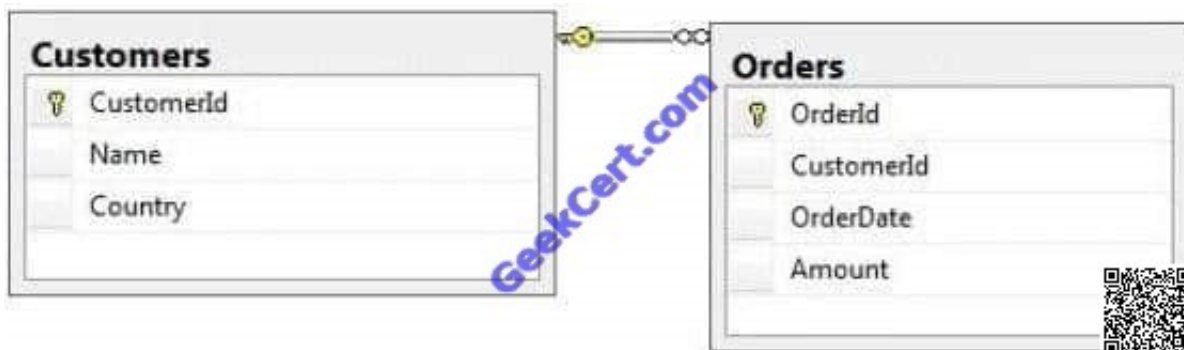 Customers
CustomerId
Name
Country
Orders
OrderId
CustomerId
OrderDate
Amount
GeekCert.com